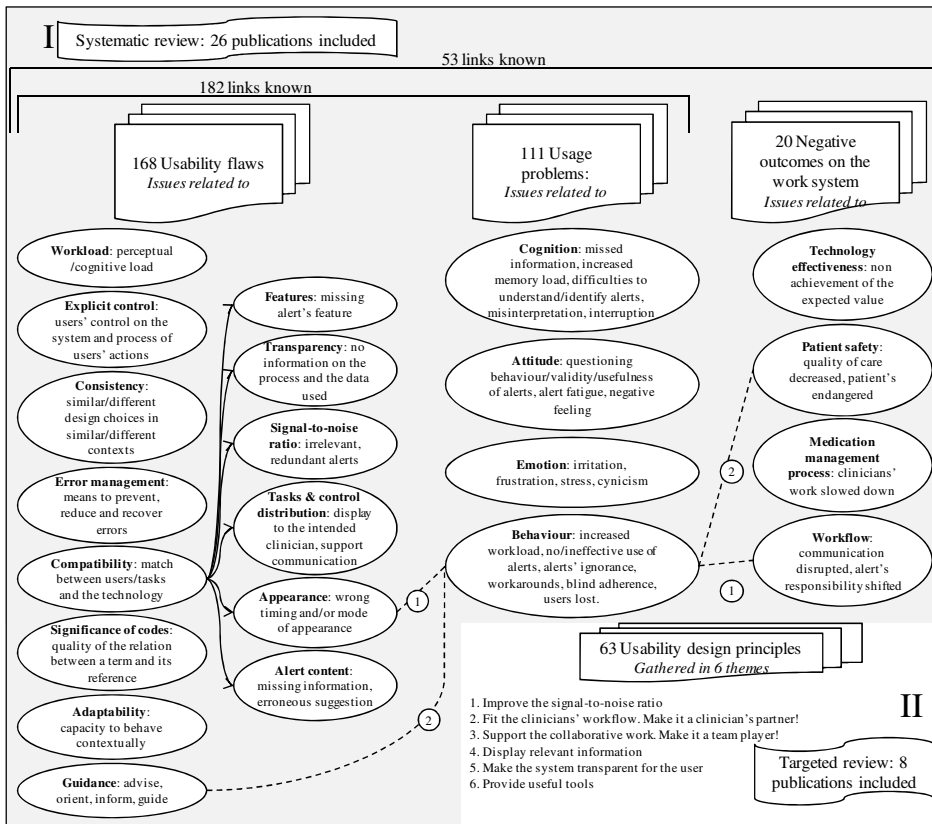 I
Systematic review: 26 publications included
53 links known
182 links known
168 Usability flaws
Issues related to
111 Usage
problems:
Issues related to
20 Negative
outcomes on the
work system
Issues related to
Workload: perceptual
/cognitive load
Explicit control:
users' control on the
system and process of
users' actions
Consistency:
similar/different
design choices in
similar/different
contexts
Error management:
means to prevent,
reduce and recover
errors
Compatibility: match
between users/tasks
and the technology
Significance of codes:
quality of the relation
between a term and its
reference
Adaptability:
capacity to behave
contextually
Guidance: advise,
orient, inform, guide
Features: missing
alert's feature
Transparency: no
information on the
process and the data
used
Signal-to-noise
ratio: irrelevant,
redundant alerts
Tasks & control
distribution: display
to the intended
clinician, support
communication
Appearance: wrong
timing and/or mode
of appearance
Alert content:
missing information,
erroneous suggestion
1
2
Cognition: missed
information, increased
memory load, difficulties to
understand/identify alerts,
misinterpretation, interruption
Attitude: questioning
behaviour/validity/usefulness
of alerts, alert fatigue, negative
feeling
Emotion: irritation,
frustration, stress, cynicism
Behaviour: increased
workload, no/ineffective use of
alerts, alerts' ignorance,
workarounds, blind adherence,
users lost.
2
1
Technology
effectiveness: non
achievement of the
expected value
Patient safety:
quality of care
decreased, patient's
endangered
Medication
management
process: clinicians'
work slowed down
Workflow:
communication
disrupted, alert's
responsibility shifted
63 Usability design principles
Gathered in 6 themes
1. Improve the signal-to-noise ratio
2. Fit the clinicians' workflow. Make it a clinician's partner!
3. Support the collaborative work. Make it a team player!
4. Display relevant information
5. Make the system transparent for the user
6. Provide useful tools
II
Targeted review: 8
publications included